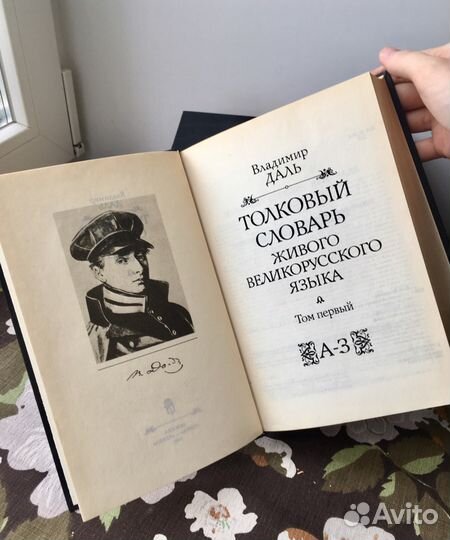 Владимир
ДАЛЬ
ТОЛКОВЫЙ
СЛОВАРЬ
ЖИВОГО
ВЕЛИКОРУССКОГО
ЯЗЫКА
Том первый
А-З
Avito